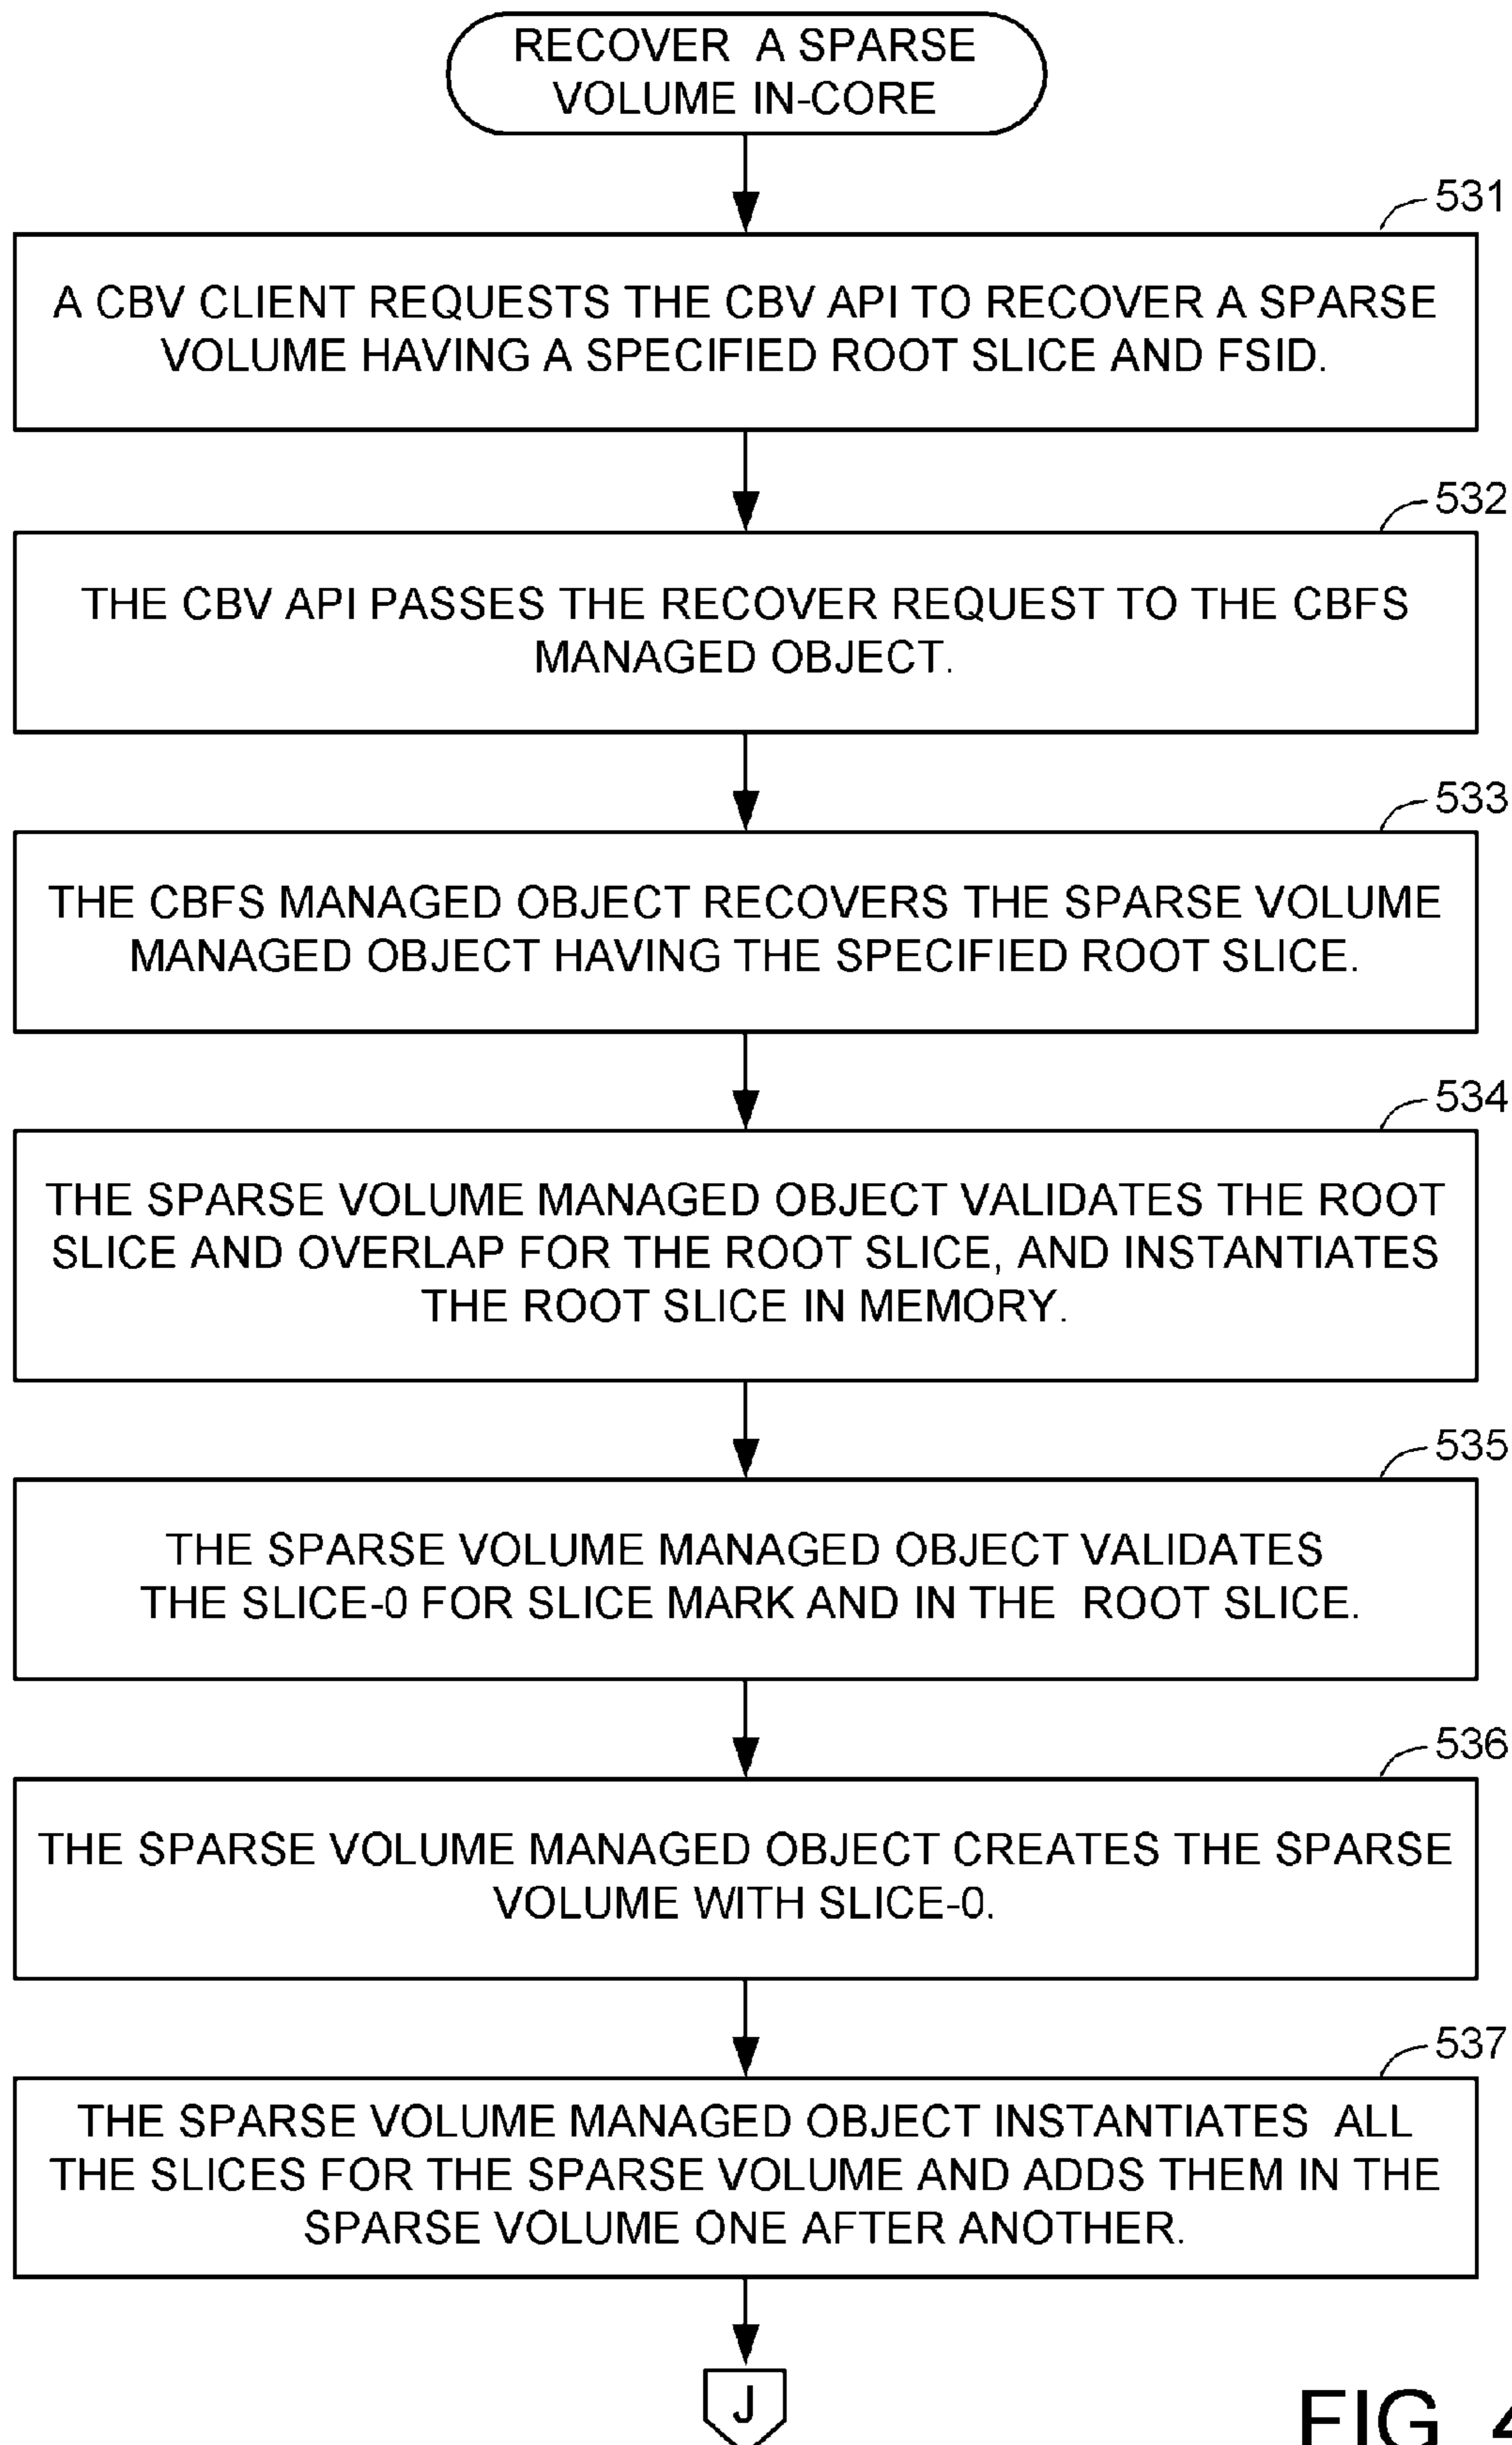 RECOVER A SPARSE
VOLUME IN-CORE
531
A CBV CLIENT REQUESTS THE CBV API TO RECOVER A SPARSE
VOLUME HAVING A SPECIFIED ROOT SLICE AND FSID.
532
THE CBV API PASSES THE RECOVER REQUEST TO THE CBFS
MANAGED OBJECT.
533
THE CBFS MANAGED OBJECT RECOVERS THE SPARSE VOLUME
MANAGED OBJECT HAVING THE SPECIFIED ROOT SLICE.
534
THE SPARSE VOLUME MANAGED OBJECT VALIDATES THE ROOT
SLICE AND OVERLAP FOR THE ROOT SLICE, AND INSTANTIATES
THE ROOT SLICE IN MEMORY.
535
THE SPARSE VOLUME MANAGED OBJECT VALIDATES
THE SLICE-0 FOR SLICE MARK AND IN THE ROOT SLICE.
536
THE SPARSE VOLUME MANAGED OBJECT CREATES THE SPARSE
VOLUME WITH SLICE-0.
537
THE SPARSE VOLUME MANAGED OBJECT INSTANTIATES ALL
THE SLICES FOR THE SPARSE VOLUME AND ADDS THEM IN THE
SPARSE VOLUME ONE AFTER ANOTHER.
J
FIG.